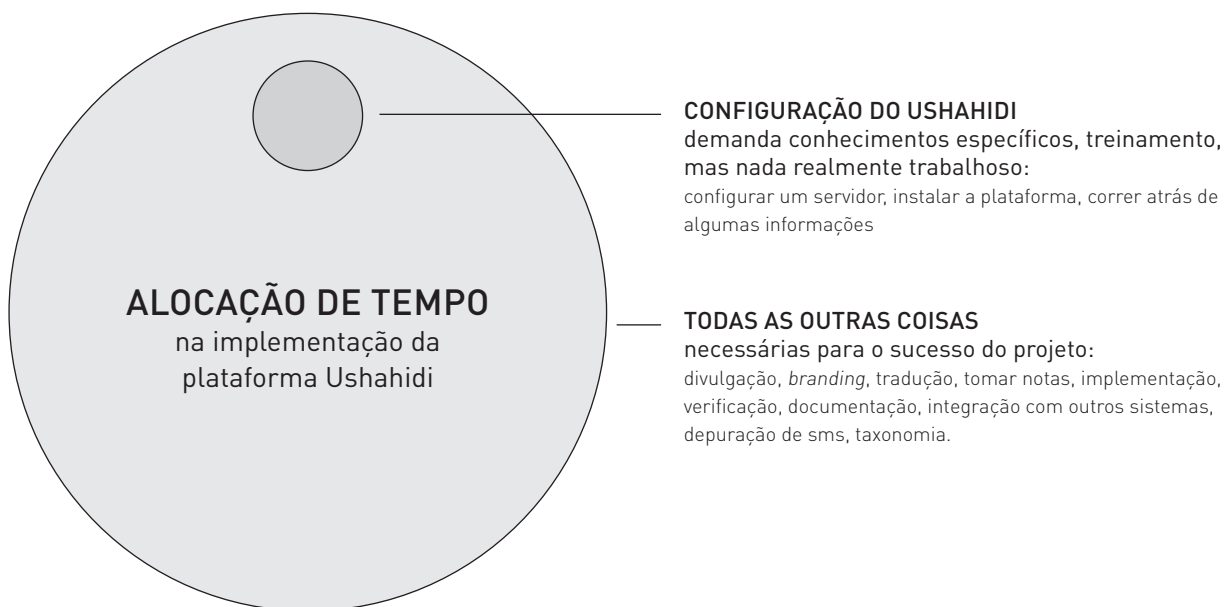 ALOCAÇÃO DE TEMPO
na implementação da
plataforma Ushahidi
CONFIGURAÇÃO DO USHAHIDI
demanda conhecimentos específicos, treinamento,
mas nada realmente trabalhoso:
configurar um servidor, instalar a plataforma, correr atrás de
algumas informações
TODAS AS OUTRAS COISAS
necessárias para o sucesso do projeto:
divulgação, branding, tradução, tomar notas, implementação,
verificação, documentação, integração com outros sistemas,
depuração de sms, taxonomia.